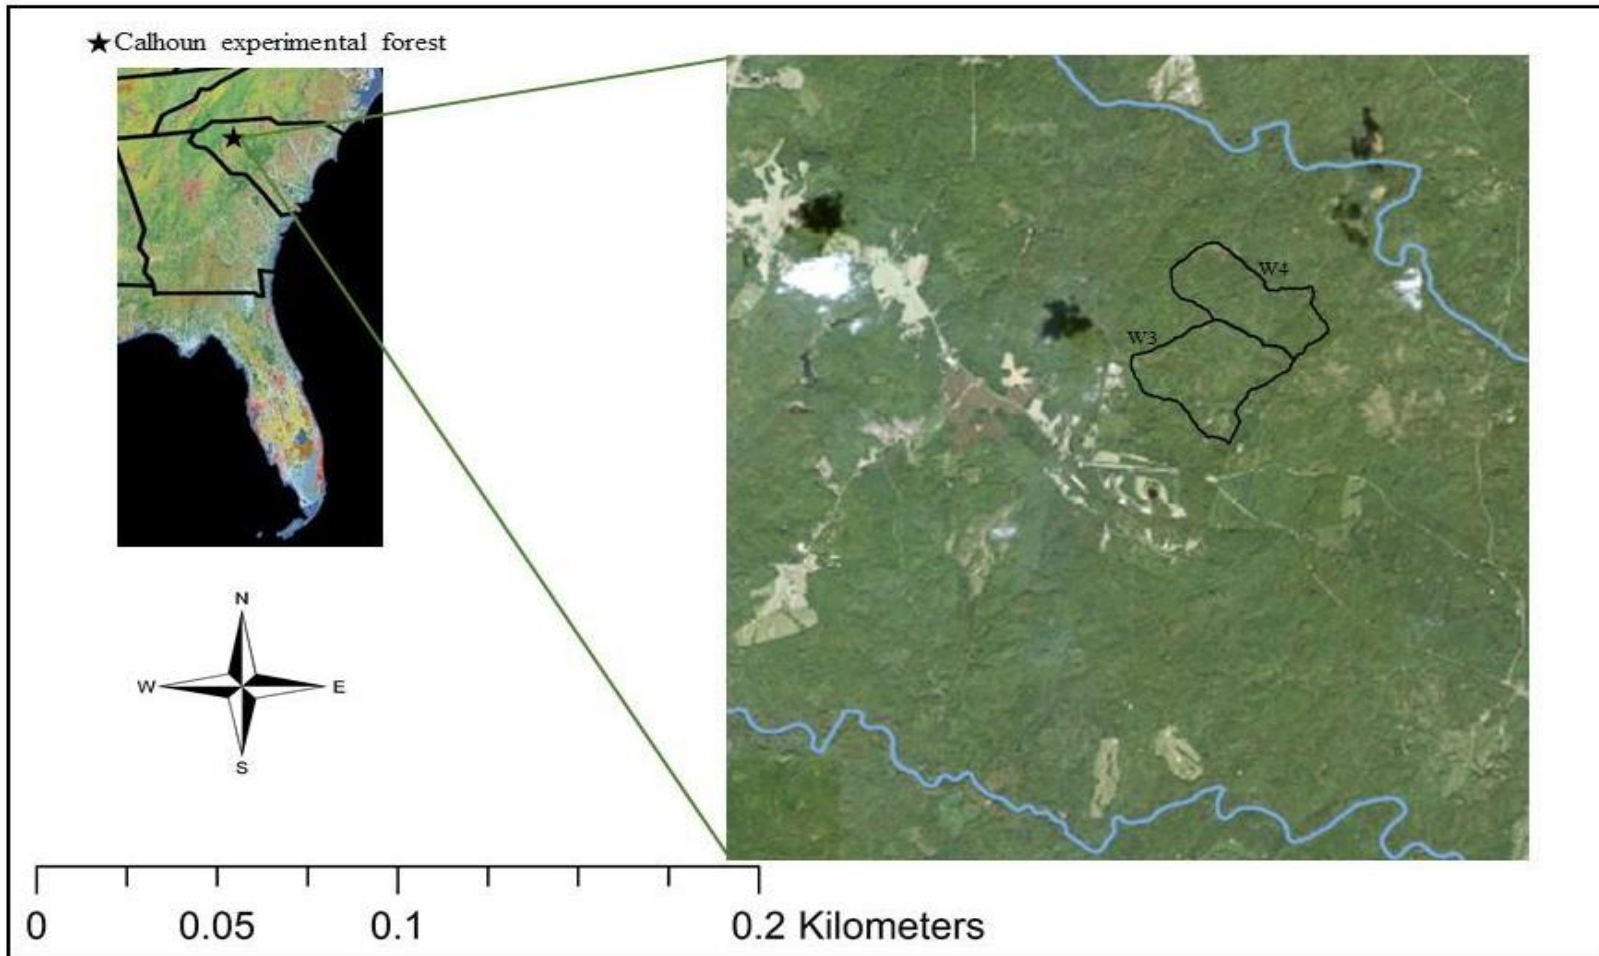 ★Calhoun experimental forest
W4
W3
N
W E
S
0 0.05 0.1 0.2 Kilometers